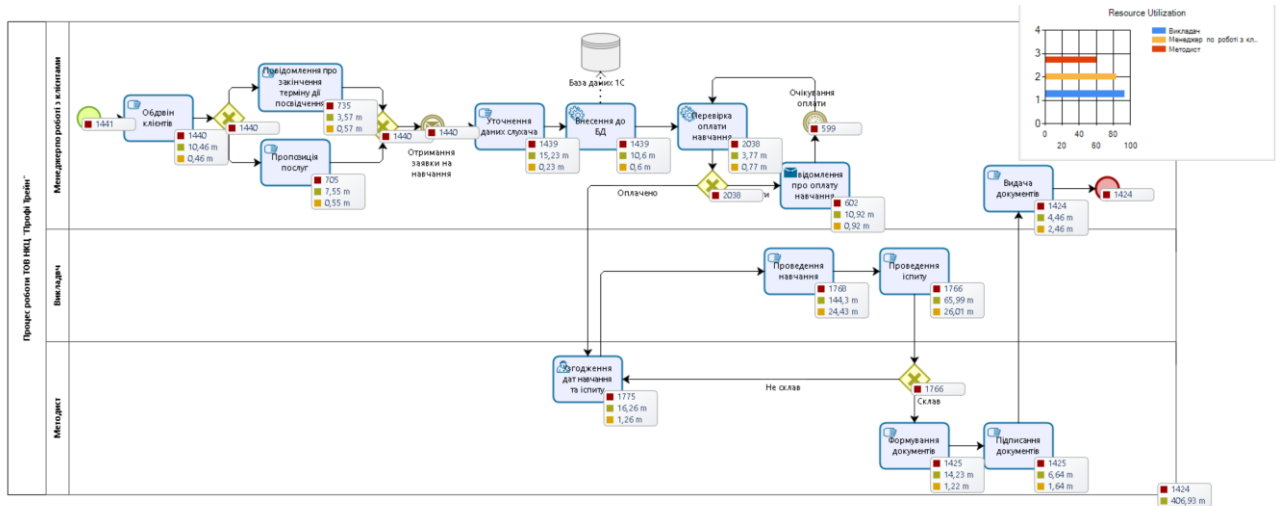 Resource Utilization
4
3
2
1
0
0
40
80
20
60
100
Викладач
Менеджер по роботі з кл..
Методист
Процес роботи ТОВ НКЦ "Профі Трейн"
Менеджер роботі з клієнтами
1441
Обдзвін
клієнтів
1440
10,46 m
0,46 m
1440
Повідомлення про
закінчення
терміну дії
посвідчення
735
3,57 m
0,57 m
Пропозиція
послуг
705
7,55 m
0,55 m
1440
1440
Отримання
заявки на
навчання
Уточнення
даних слухача
1439
15,23 m
0,23 m
База даних 1С
Внесення до
БД
1439
10,6 m
0,6 m
Перевірка
оплати
навчання
2038
3,77 m
0,77 m
Очікування
оплати
599
Оплачено
2038
ти
відомлення
про оплату
навчання
602
10,92 m
0,92 m
Видача
документів
1424
4,46 m
2,46 m
1424
Викладач
Проведення
навчання
1768
144,3 m
24,43 m
Проведення
іспиту
1766
65,99 m
26,01 m
Методист
згодження
дат навчання
та іспиту
1775
16,26 m
1,26 m
Не склав
1766
Склав
Формування
документів
1425
14,23 m
1,22 m
Підписання
документів
1425
6,64 m
1,64 m
1424
406,93 m